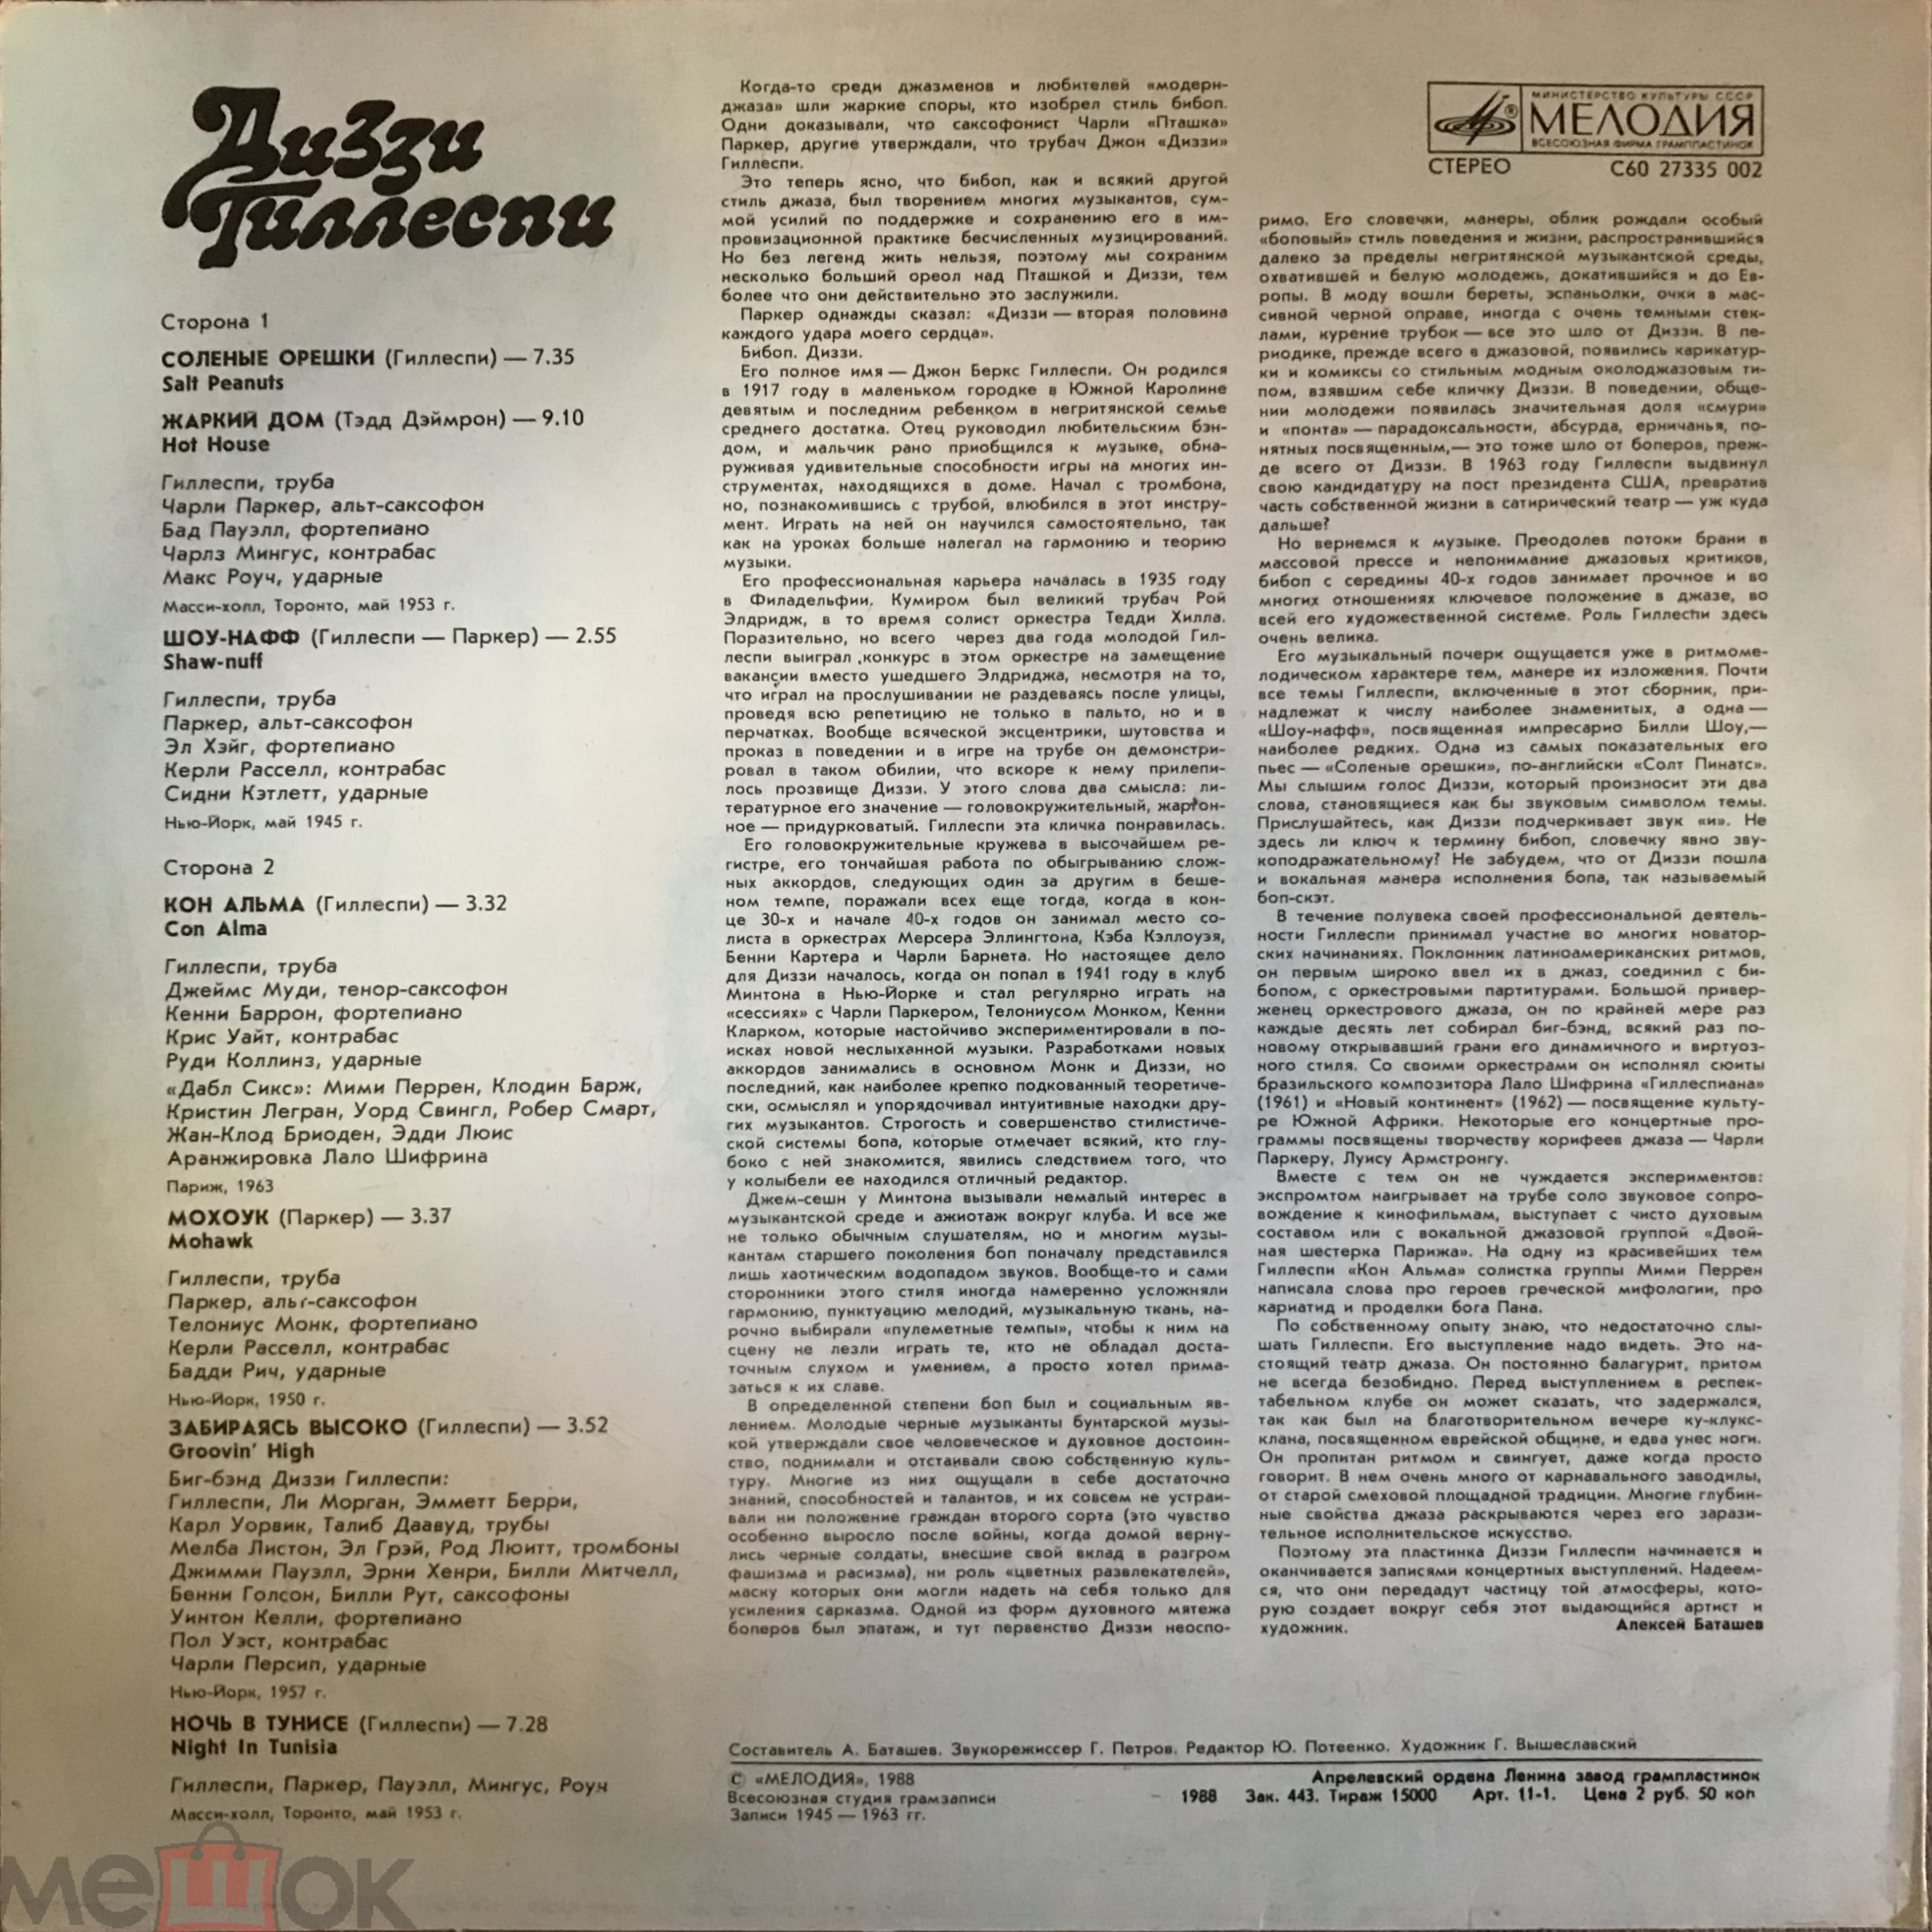 Диззи
Гиллеспи
Сторона 1
СОЛЕНЫЕ ОРЕШКИ (Гиллеспи) — 7.35
Salt Peanuts
ЖАРКИЙ ДОМ (Тэдд Дэймрон) — 9.10
Hot House
Гиллеспи, труба
Чарли Паркер, альт-саксофон
Бад Пауэлл, фортепиано
Чарлз Мингус, контрабас
Макс Роуч, ударные
Масси-холл, Торонто, май 1953 г.
ШОУ-НАФФ (Гиллеспи — Паркер) — 2.55
Shaw-nuff
Гиллеспи, труба
Паркер, альт-саксофон
Эл Хэйг, фортепиано
Керли Расселл, контрабас
Сидни Кэтлетт, ударные
Нью-Йорк, май 1945 г.
Сторона 2
КОН АЛЬМА (Гиллеспи) — 3.32
Con Alma
Гиллеспи, труба
Джеймс Муди, тенор-саксофон
Кенни Баррон, фортепиано
Крис Уайт, контрабас
Руди Коллинз, ударные
«Дабл Сикс»: Мими Перрен, Клодин Барж,
Кристин Легран, Уорд Свингл, Робер Смарт,
Жан-Клод Бриоден, Эдди Люис
Аранжировка Лало Шифрина
Париж, 1963
МОХОУК (Паркер) — 3.37
Mohawk
Гиллеспи, труба
Паркер, альт-саксофон
Телониус Монк, фортепиано
Керли Расселл, контрабас
Бадди Рич, ударные
Нью-Йорк, 1950 г.
ЗАБИРАЯСЬ ВЫСОКО (Гиллеспи) — 3.52
Groovin' High
Биг-бэнд Диззи Гиллеспи:
Гиллеспи, Ли Морган, Эмметт Берри,
Карл Уорвик, Талиб Даавуд, трубы
Мелба Листон, Эл Грэй, Род Люитт, тромбоны
Джимми Пауэлл, Эрни Хенри, Билли Митчелл,
Бенни Голсон, Билли Рут, саксофоны
Уинтон Келли, фортепиано
Пол Уэст, контрабас
Чарли Персип, ударные
Нью-Йорк, 1957 г.
НОЧЬ В ТУНИСЕ (Гиллеспи) — 7.28
Night In Tunisia
Гиллеспи, Паркер, Пауэлл, Мингус, Роуч
Масси-холл, Торонто, май 1953 г.
Когда-то среди джазменов и любителей «модерн-
джаза» шли жаркие споры, кто изобрел стиль бибоп.
Одни доказывали, что саксофонист Чарли «Пташка»
Паркер, другие утверждали, что трубач Джон «Диззи»
Гиллеспи.
Это теперь ясно, что бибоп, как и всякий другой
стиль джаза, был творением многих музыкантов, сум-
мой усилий по поддержке и сохранению его в им-
провизационной практике бесчисленных музицирований.
Но без легенд жить нельзя, поэтому мы сохраним
несколько больший ореол над Пташкой и Диззи, тем
более что они действительно это заслужили.
Паркер однажды сказал: «Диззи — вторая половина
каждого удара моего сердца».
Бибоп. Диззи.
Его полное имя — Джон Беркс Гиллеспи. Он родился
в 1917 году в маленьком городке в Южной Каролине
девятым и последним ребенком в негритянской семье
среднего достатка. Отец руководил любительским бэн-
дом, и мальчик рано приобщился к музыке, обна-
руживая удивительные способности игры на многих ин-
струментах, находящихся в доме. Начал с тромбона,
но, познакомившись с трубой, влюбился в этот инстру-
мент. Играть на ней он научился самостоятельно, так
как на уроках больше налегал на гармонию и теорию
музыки.
Его профессиональная карьера началась в 1935 году
в Филадельфии. Кумиром был великий трубач Рой
Элдридж, в то время солист оркестра Тедди Хилла.
Поразительно, но всего через два года молодой Гил-
леспи выиграл конкурс в этом оркестре на замещение
вакансии вместо ушедшего Элдриджа, несмотря на то,
что играл на прослушивании не раздеваясь после улицы,
проведя всю репетицию не только в пальто, но и в
перчатках. Вообще всяческой эксцентрики, шутовства и
проказ в поведении и в игре на трубе он демонстри-
ровал в таком обилии, что вскоре к нему прилепи-
лось прозвище Диззи. У этого слова два смысла: ли-
тературное его значение — головокружительный, жаргон-
ное — придурковатый. Гиллеспи эта кличка понравилась.
Его головокружительные кружева в высочайшем ре-
гистре, его тончайшая работа по обыгрыванию слож-
ных аккордов, следующих один за другим в беше-
ном темпе, поражали всех еще тогда, когда в кон-
це 30-х и начале 40-х годов он занимал место со-
листа в оркестрах Мерсера Эллингтона, Кэба Кэллоуэя,
Бенни Картера и Чарли Барнета. Но настоящее дело
для Диззи началось, когда он попал в 1941 году в клуб
Минтона в Нью-Йорке и стал регулярно играть на
«сессиях» с Чарли Паркером, Телониусом Монком, Кенни
Кларком, которые настойчиво экспериментировали в по-
исках новой неслыханной музыки. Разработками новых
аккордов занимались в основном Монк и Диззи, но
последний, как наиболее крепко подкованный теоретиче-
ски, осмыслял и упорядочивал интуитивные находки дру-
гих музыкантов. Строгость и совершенство стилистиче-
ской системы бопа, которые отмечает всякий, кто глу-
боко с ней знакомится, явились следствием того, что
у колыбели ее находился отличный редактор.
Джем-сешн у Минтона вызывали немалый интерес в
музыкантской среде и ажиотаж вокруг клуба. И все же
не только обычным слушателям, но и многим музы-
кантам старшего поколения боп поначалу представился
лишь хаотическим водопадом звуков. Вообще-то и сами
сторонники этого стиля иногда намеренно усложняли
гармонию, пунктуацию мелодий, музыкальную ткань, на-
рочно выбирали «пулеметные темпы», чтобы к ним на
сцену не лезли играть те, кто не обладал доста-
точным слухом и умением, а просто хотел прима-
заться к их славе.
В определенной степени боп был и социальным яв-
лением. Молодые черные музыканты бунтарской музы-
кой утверждали свое человеческое и духовное достоин-
ство, поднимали и отстаивали свою собственную куль-
туру. Многие из них ощущали в себе достаточно
знаний, способностей и талантов, и их совсем не устраи-
вали ни положение граждан второго сорта (это чувство
особенно выросло после войны, когда домой верну-
лись черные солдаты, внесшие свой вклад в разгром
фашизма и расизма), ни роль «цветных развлекателей»,
маску которых они могли надеть на себя только для
усиления сарказма. Одной из форм духовного мятежа
боперов был эпатаж, и тут первенство Диззи неоспо-
МИНИСТЕРСТВО КУЛЬТУРЫ СССР
МЕЛОДИЯ
ВСЕСОЮЗНАЯ ФИРМА ГРАМПЛАСТИНОК
СТЕРЕО С60 27335 002
римо. Его словечки, манеры, облик рождали особый
«боповый» стиль поведения и жизни, распространившийся
далеко за пределы негритянской музыкантской среды,
охватившей и белую молодежь, докатившийся и до Ев-
ропы. В моду вошли береты, эспаньолки, очки в мас-
сивной черной оправе, иногда с очень темными стек-
лами, курение трубок — все это шло от Диззи. В пе-
риодике, прежде всего в джазовой, появились карикатур-
ки и комиксы со стильным модным околоджазовым ти-
пом, взявшим себе кличку Диззи. В поведении, обще-
нии молодежи появилась значительная доля «смури»
и «понта» — парадоксальности, абсурда, ерничанья, по-
нятных посвященным,— это тоже шло от боперов, преж-
де всего от Диззи. В 1963 году Гиллеспи выдвинул
свою кандидатуру на пост президента США, превратив
часть собственной жизни в сатирический театр — уж куда
дальше?
Но вернемся к музыке. Преодолев потоки брани в
массовой прессе и непонимание джазовых критиков,
бибоп с середины 40-х годов занимает прочное и во
многих отношениях ключевое положение в джазе, во
всей его художественной системе. Роль Гиллеспи здесь
очень велика.
Его музыкальный почерк ощущается уже в ритмоме-
лодическом характере тем, манере их изложения. Почти
все темы Гиллеспи, включенные в этот сборник, при-
надлежат к числу наиболее знаменитых, а одна —
«Шоу-нафф», посвященная импресарио Билли Шоу,—
наиболее редких. Одна из самых показательных его
пьес — «Соленые орешки», по-английски «Солт Пинатс».
Мы слышим голос Диззи, который произносит эти два
слова, становящиеся как бы звуковым символом темы.
Прислушайтесь, как Диззи подчеркивает звук «и». Не
здесь ли ключ к термину бибоп, словечку явно зву-
коподражательному? Не забудем, что от Диззи пошла
и вокальная манера исполнения бопа, так называемый
боп-скэт.
В течение полувека своей профессиональной деятель-
ности Гиллеспи принимал участие во многих новатор-
ских начинаниях. Поклонник латиноамериканских ритмов,
он первым широко ввел их в джаз, соединил с би-
бопом, с оркестровыми партитурами. Большой привер-
женец оркестрового джаза, он по крайней мере раз
каждые десять лет собирал биг-бэнд, всякий раз по-
новому открывавший грани его динамичного и виртуоз-
ного стиля. Со своими оркестрами он исполнял сюиты
бразильского композитора Лало Шифрина «Гиллеспиана»
(1961) и «Новый континент» (1962) — посвящение культу-
ре Южной Африки. Некоторые его концертные про-
граммы посвящены творчеству корифеев джаза — Чарли
Паркеру, Луису Армстронгу.
Вместе с тем он не чуждается экспериментов:
экспромтом наигрывает на трубе соло звуковое сопро-
вождение к кинофильмам, выступает с чисто духовым
составом или с вокальной джазовой группой «Двой-
ная шестерка Парижа». На одну из красивейших тем
Гиллеспи «Кон Альма» солистка группы Мими Перрен
написала слова про героев греческой мифологии, про
кариатид и проделки бога Пана.
По собственному опыту знаю, что недостаточно слы-
шать Гиллеспи. Его выступление надо видеть. Это на-
стоящий театр джаза. Он постоянно балагурит, притом
не всегда безобидно. Перед выступлением в респек-
табельном клубе он может сказать, что задержался,
так как был на благотворительном вечере ку-клукс-
клана, посвященном еврейской общине, и едва унес ноги.
Он пропитан ритмом и свингует, даже когда просто
говорит. В нем очень много от карнавального заводилы,
от старой смеховой площадной традиции. Многие глубин-
ные свойства джаза раскрываются через его зарази-
тельное исполнительское искусство.
Поэтому эта пластинка Диззи Гиллеспи начинается и
оканчивается записями концертных выступлений. Надеем-
ся, что они передадут частицу той атмосферы, кото-
рую создает вокруг себя этот выдающийся артист и
художник. Алексей Баташев
Составитель А. Баташев. Звукорежиссер Г. Петров. Редактор Ю. Потеенко. Художник Г. Вышеславский
© «МЕЛОДИЯ», 1988
Всесоюзная студия грамзаписи
Записи 1945 — 1963 гг.
Апрелевский ордена Ленина завод грампластинок
1988 Зак. 443. Тираж 15000 Арт. 11-1. Цена 2 руб. 50 коп
мешок